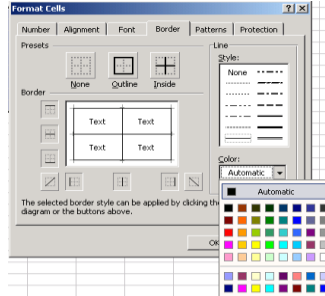 Format Cells
Number Alignment Font Border Patterns Protection
Presets
None Outline Inside
Border
Text Text
Text Text
Line
Style:
None
Color:
Automatic
Automatic
The selected border style can be applied by clicking the
diagram or the buttons above.
OK